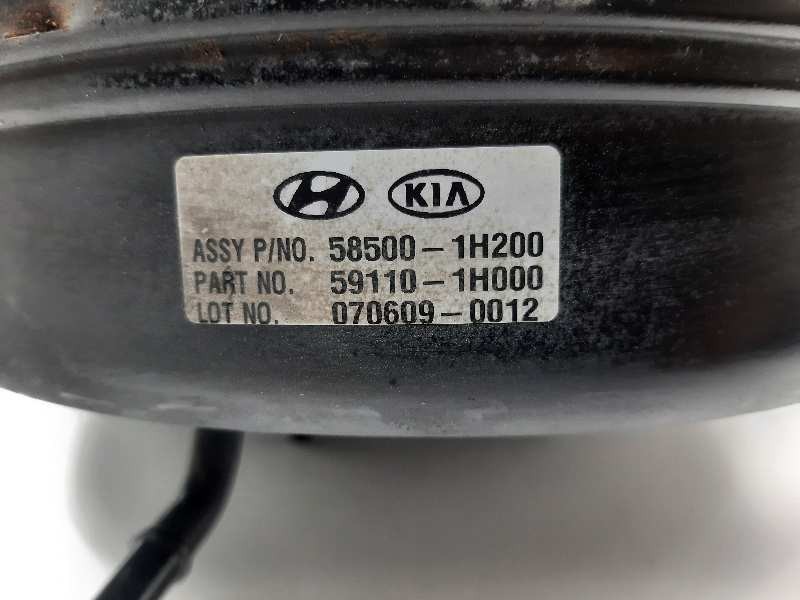 KIA
ASSY P/NO. 58500-1H200
PART NO. 59110-1H000
LOT NO. 070609-0012